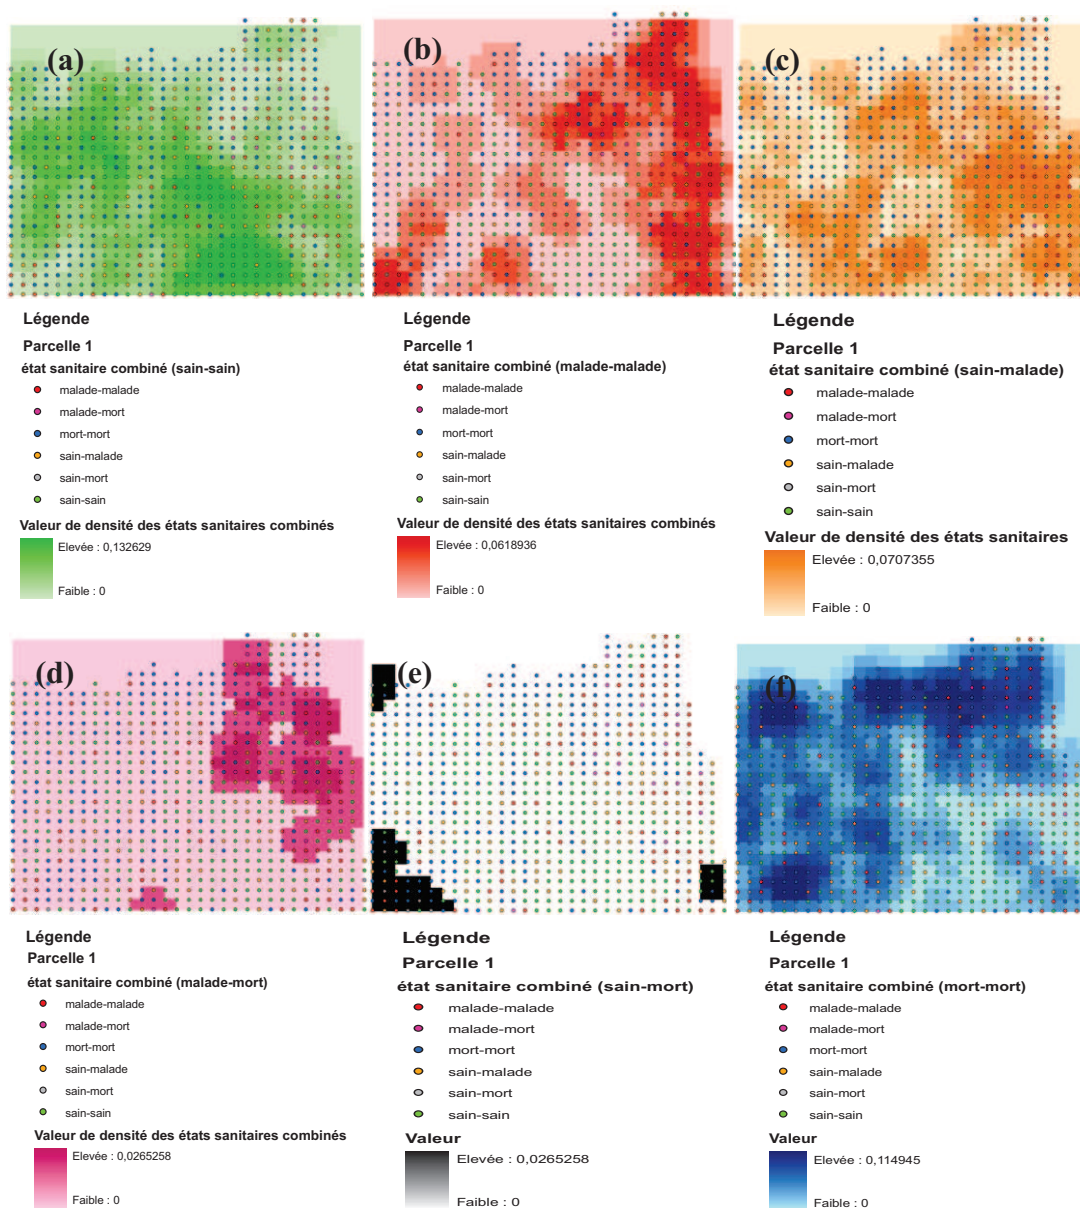 (a)
(b)
(c)
Légende
Parcelle 1
état sanitaire combiné (sain-sain)
malade-malade
malade-mort
mort-mort
sain-malade
sain-mort
sain-sain
Valeur de densité des états sanitaires combinés
Elevée : 0,132629
Faible : 0
Légende
Parcelle 1
état sanitaire combiné (malade-malade)
malade-malade
malade-mort
mort-mort
sain-malade
sain-mort
sain-sain
Valeur de densité des états sanitaires combinés
Elevée : 0,0618936
Faible : 0
Légende
Parcelle 1
état sanitaire combiné (sain-malade)
malade-malade
malade-mort
mort-mort
sain-malade
sain-mort
sain-sain
Valeur de densité des états sanitaires
Elevée : 0,0707355
Faible : 0
(d)
(e)
(f)
Légende
Parcelle 1
état sanitaire combiné (malade-mort)
malade-malade
malade-mort
mort-mort
sain-malade
sain-mort
sain-sain
Valeur de densité des états sanitaires combinés
Elevée : 0,0265258
Faible : 0
Légende
Parcelle 1
état sanitaire combiné (sain-mort)
malade-malade
malade-mort
mort-mort
sain-malade
sain-mort
sain-sain
Valeur
Elevée : 0,0265258
Faible : 0
Légende
Parcelle 1
état sanitaire combiné (mort-mort)
malade-malade
malade-mort
mort-mort
sain-malade
sain-mort
sain-sain
Valeur
Elevée : 0,114945
Faible : 0